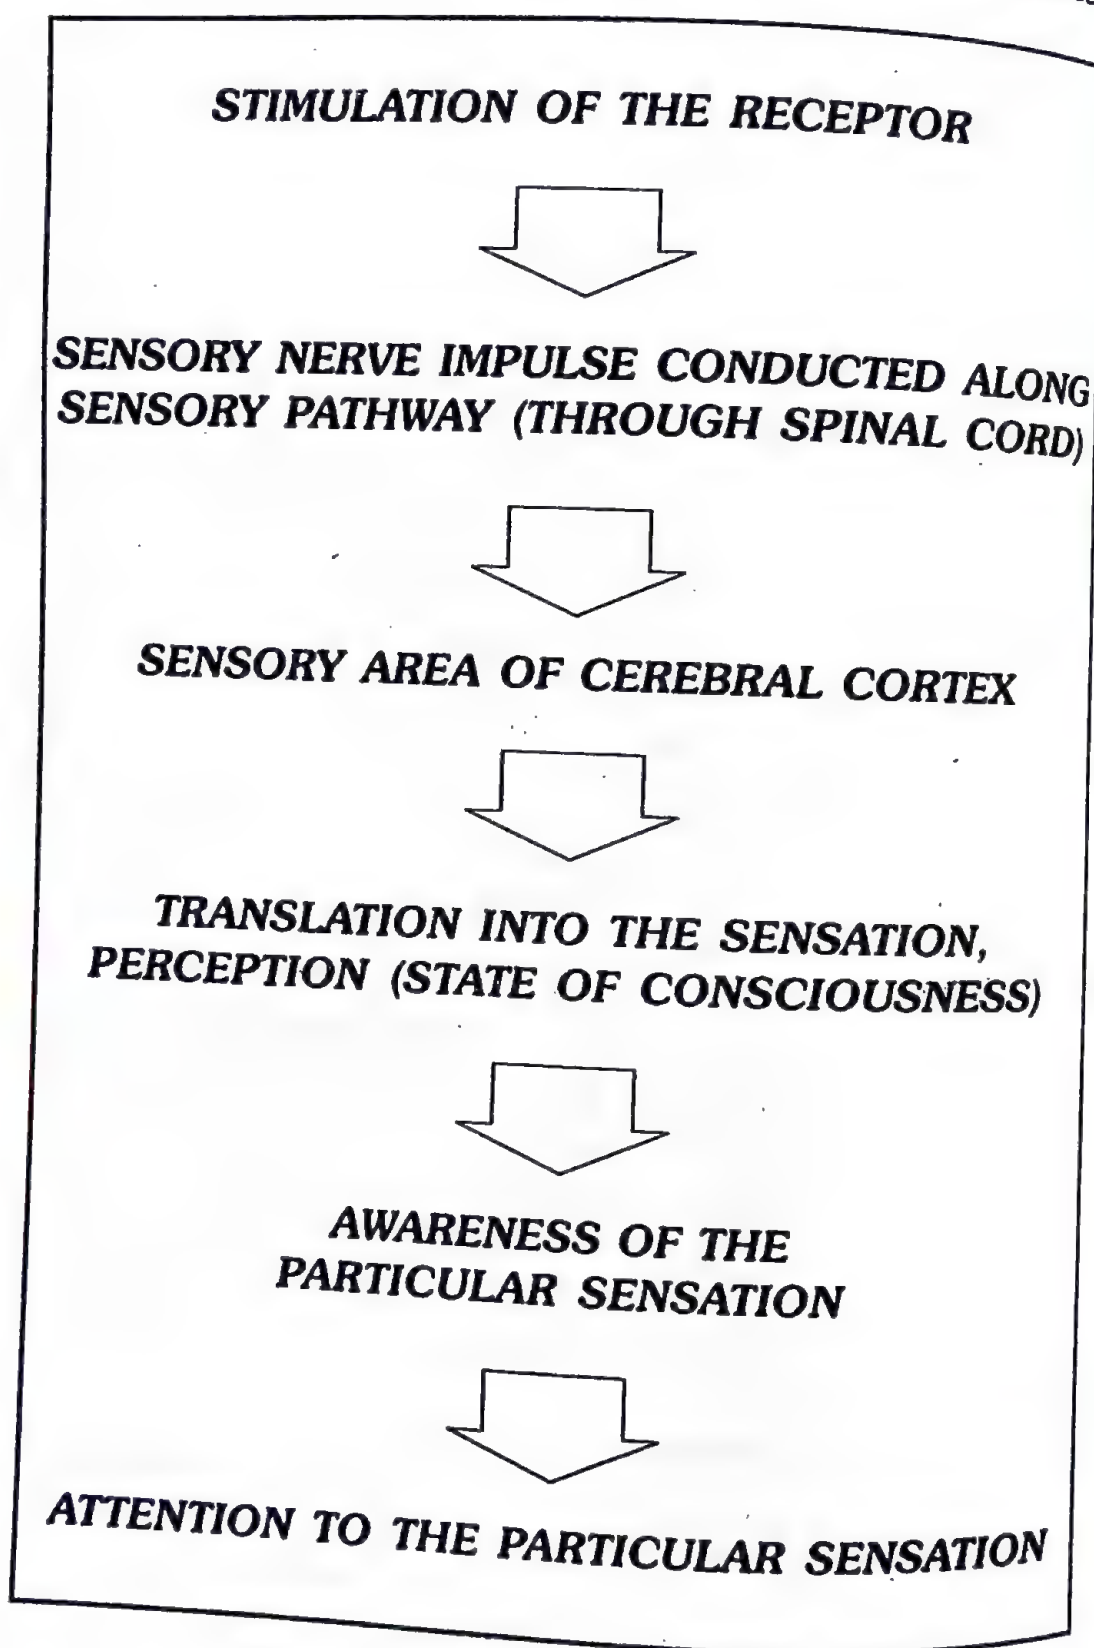 STIMULATION OF THE RECEPTOR
SENSORY NERVE IMPULSE CONDUCTED ALONG
SENSORY PATHWAY (THROUGH SPINAL CORD)
SENSORY AREA OF CEREBRAL CORTEX
TRANSLATION INTO THE SENSATION,
PERCEPTION (STATE OF CONSCIOUSNESS)
AWARENESS OF THE
PARTICULAR SENSATION
ATTENTION TO THE PARTICULAR SENSATION